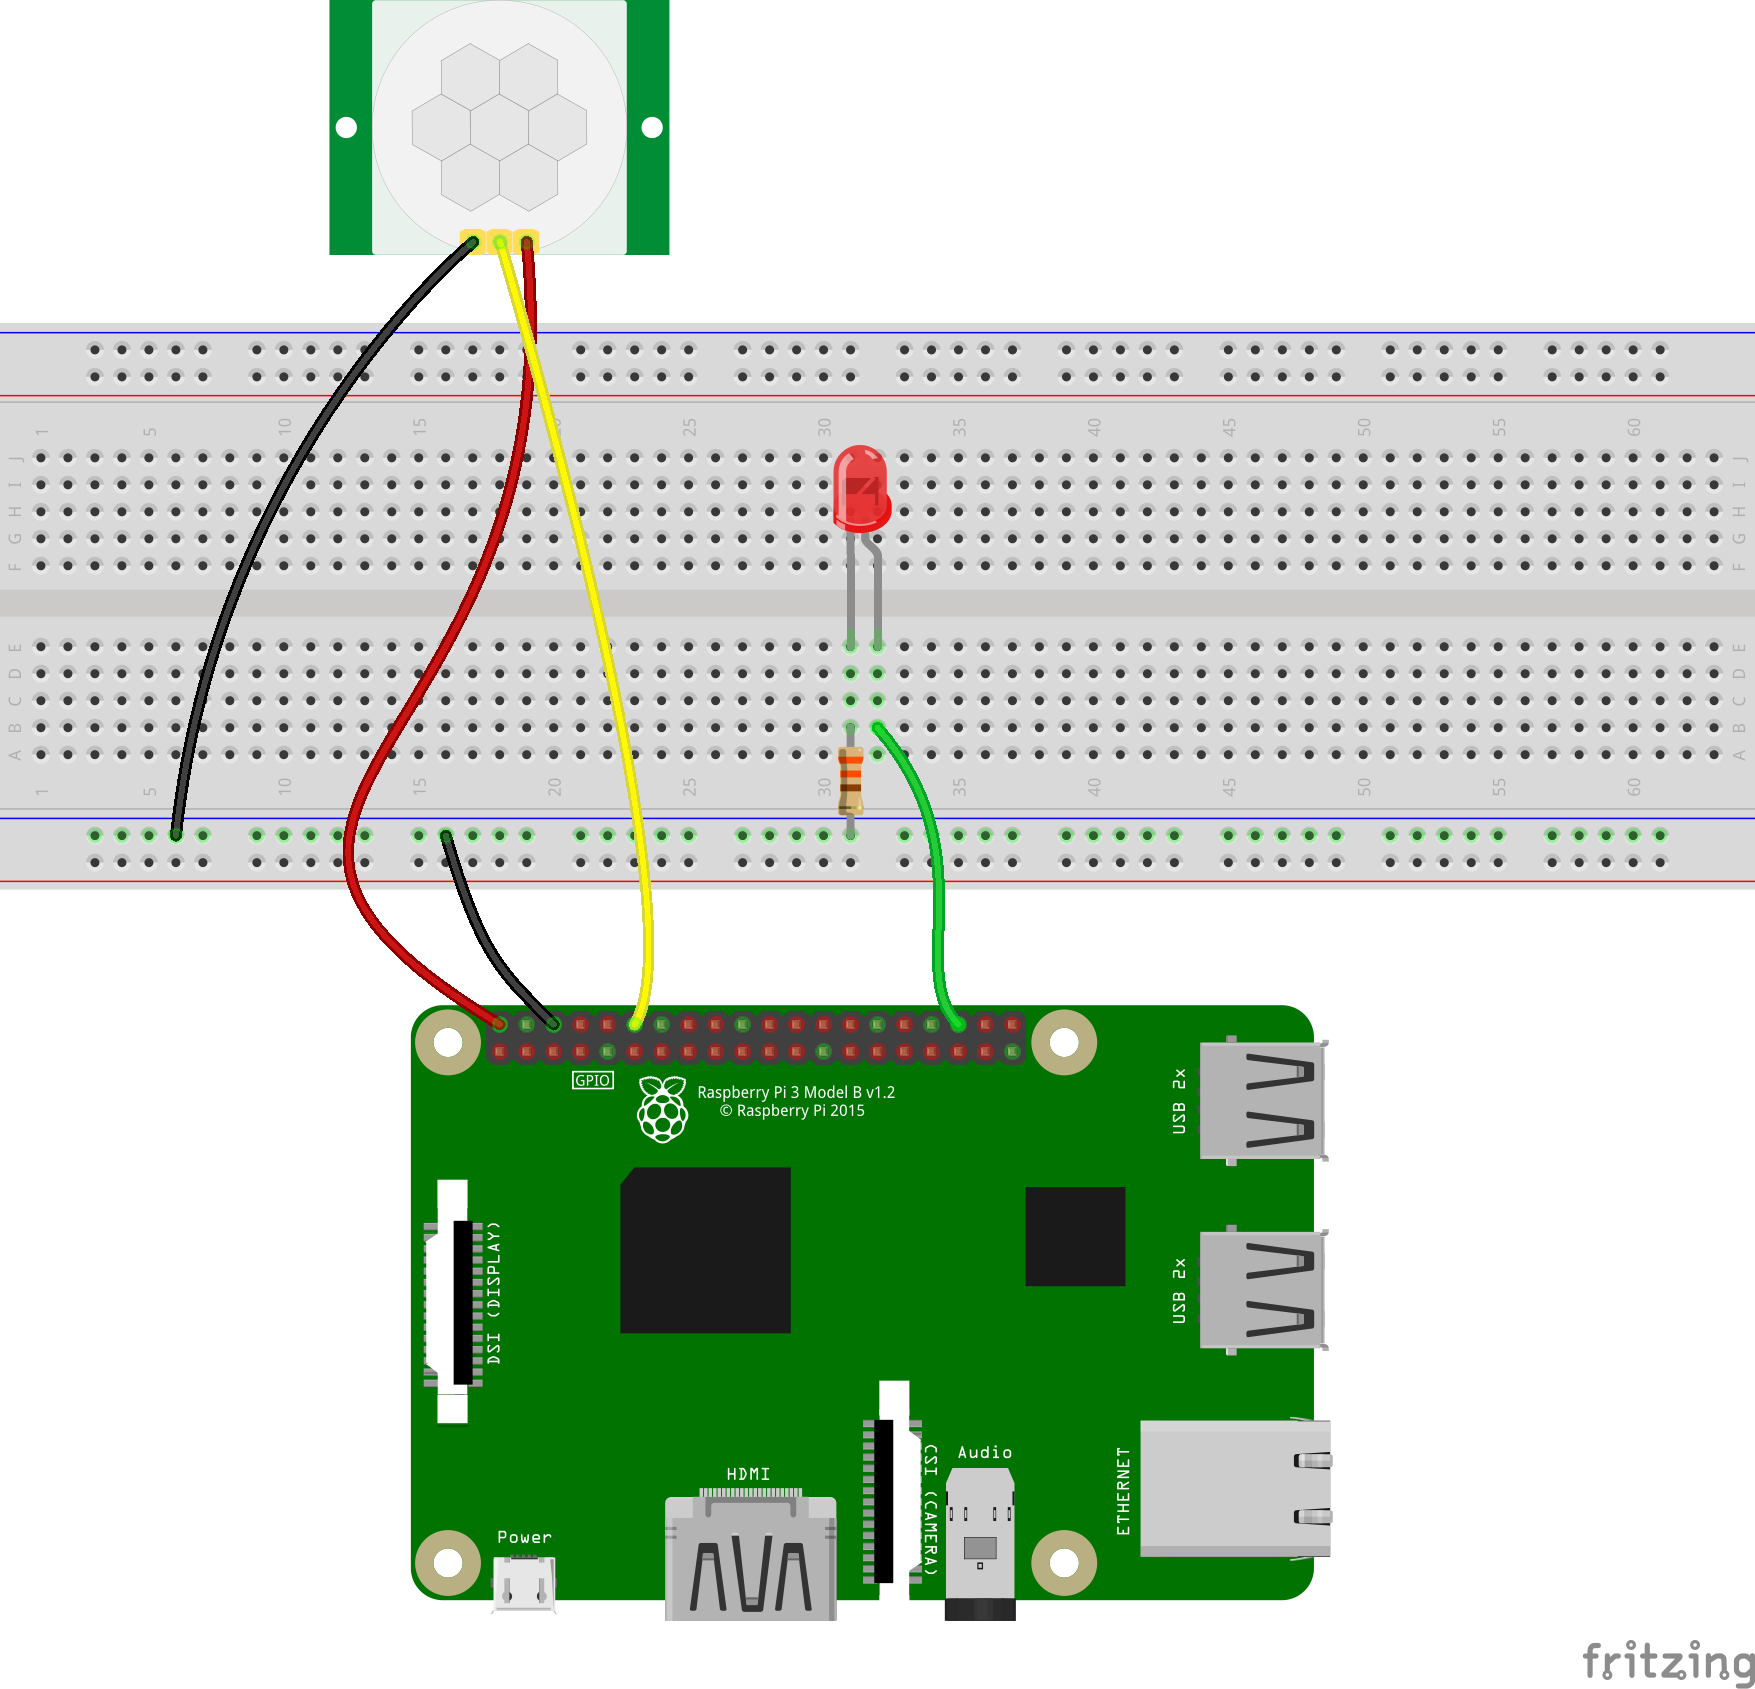 1 5 10 15 20 25 30 35 40 45 50 55 60
J J
I I
H H
G G
F F
E E
D D
C C
B B
A A
1 5 10 15 20 25 30 35 40 45 50 55 60
GPIO
Raspberry Pi 3 Model B v1.2
© Raspberry Pi 2015
USB 2x
DSI (DISPLAY)
USB 2x
Audio
CSI (CAMERA)
ETHERNET
HDMI
Power
fritzing